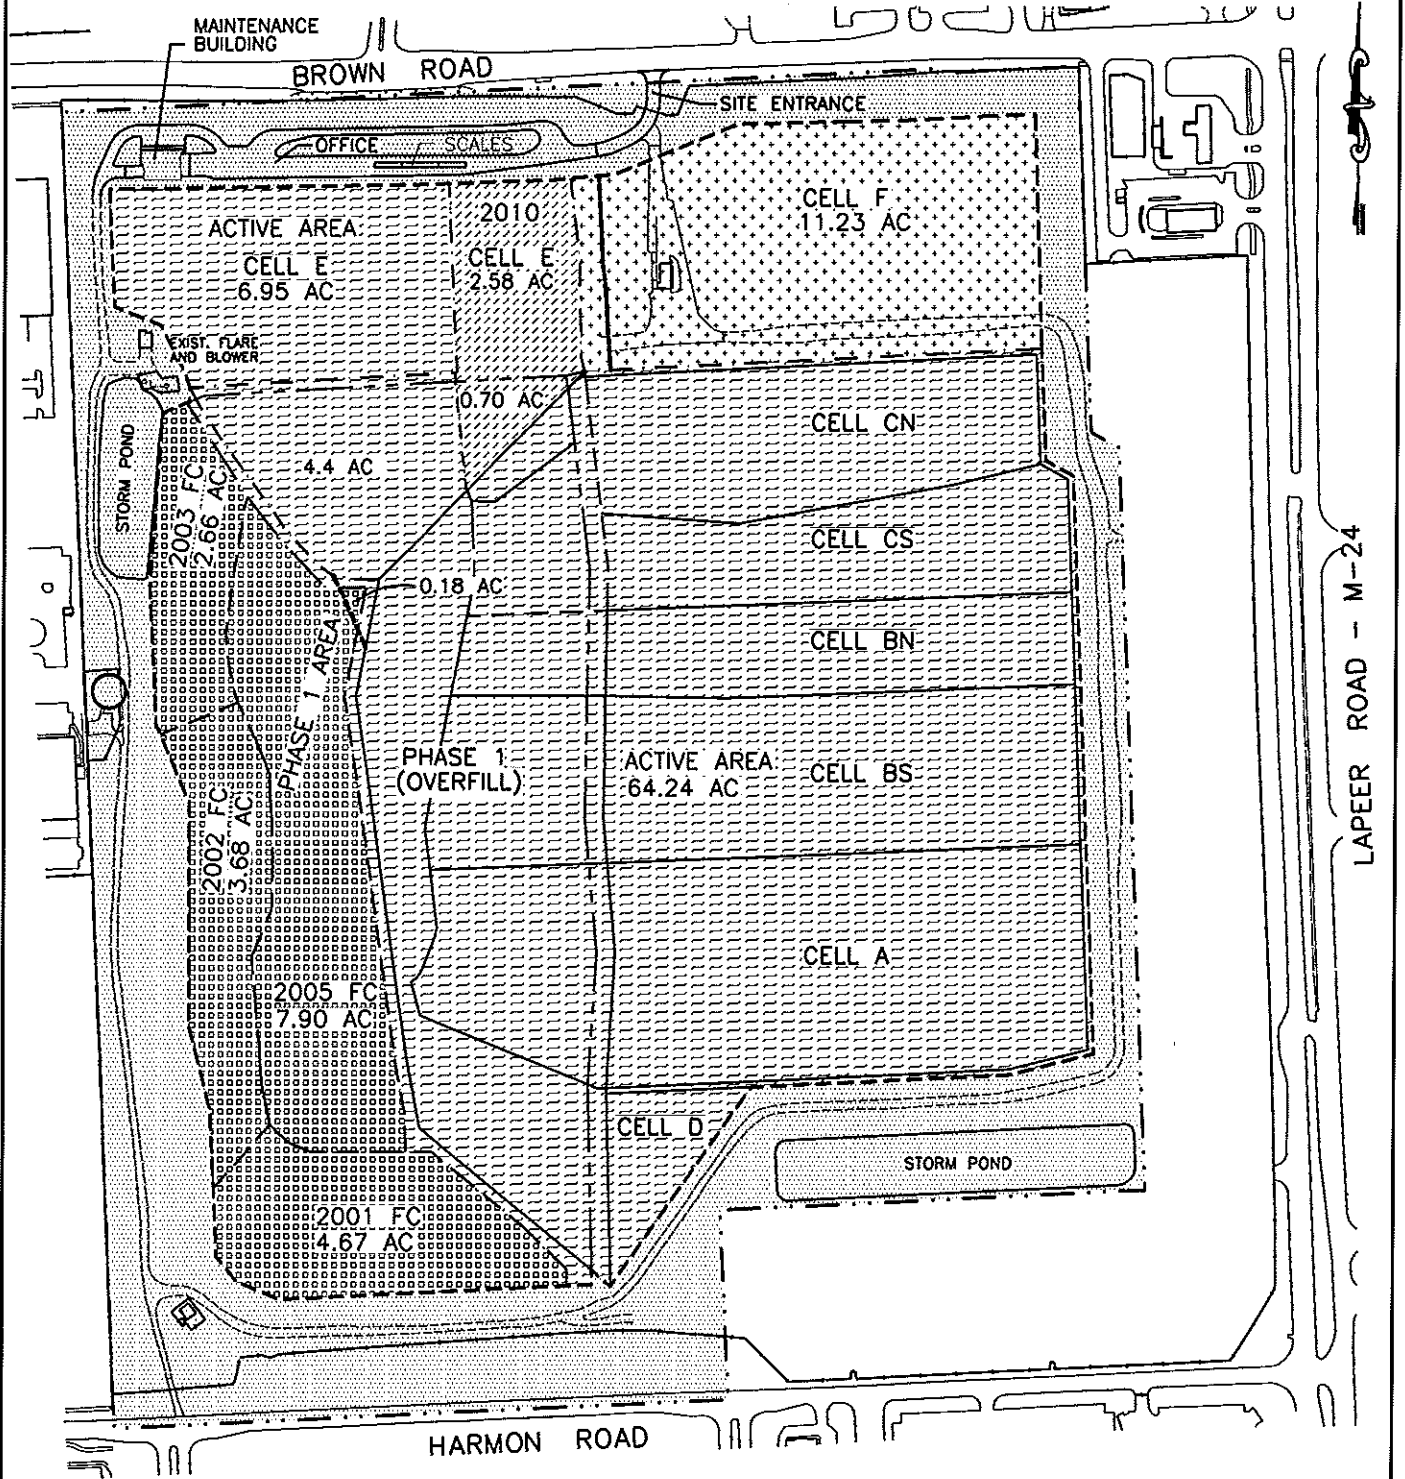 MAINTENANCE
BUILDING
BROWN ROAD
SITE ENTRANCE
OFFICE
SCALES
ACTIVE AREA
CELL E
6.95 AC
2010
CELL E
2.58 AC
CELL F
11.23 AC
EXIST. FLARE
AND BLOWER
0.70 AC
CELL CN
4.4 AC
STORM POND
2003 FC
2.66 AC
CELL CS
0.18 AC
CELL BN
PHASE 1 AREA
PHASE 1
(OVERFILL)
ACTIVE AREA
64.24 AC
CELL BS
2002 FC
3.68 AC
LAPEER ROAD - M-24
CELL A
2005 FC
7.90 AC
CELL D
STORM POND
2001 FC
4.67 AC
HARMON ROAD